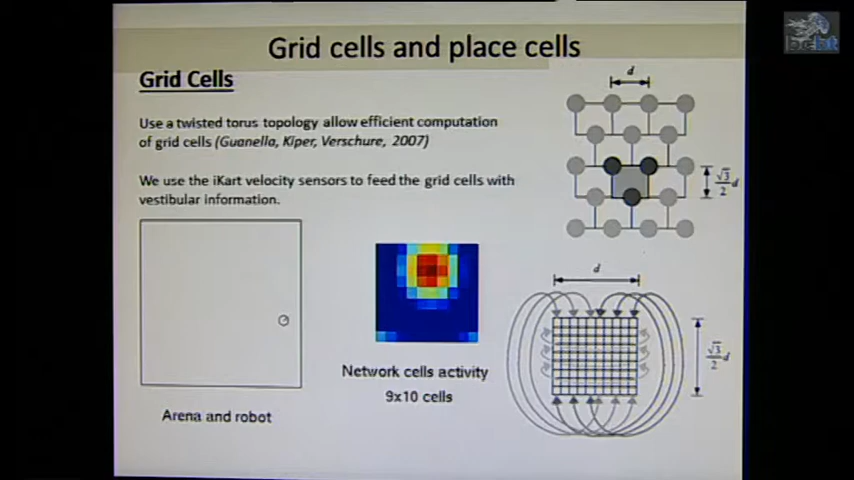 Grid cells and place cells
Grid Cells
Use a twisted torus topology allow efficient computation
of grid cells (Guanella, Kiper, Verschure, 2007)
We use the iKart velocity sensors to feed the grid cells with
vestibular information.
Arena and robot
Network cells activity
9x10 cells
d
√3/2 d
d
√3/2 d
bcbt